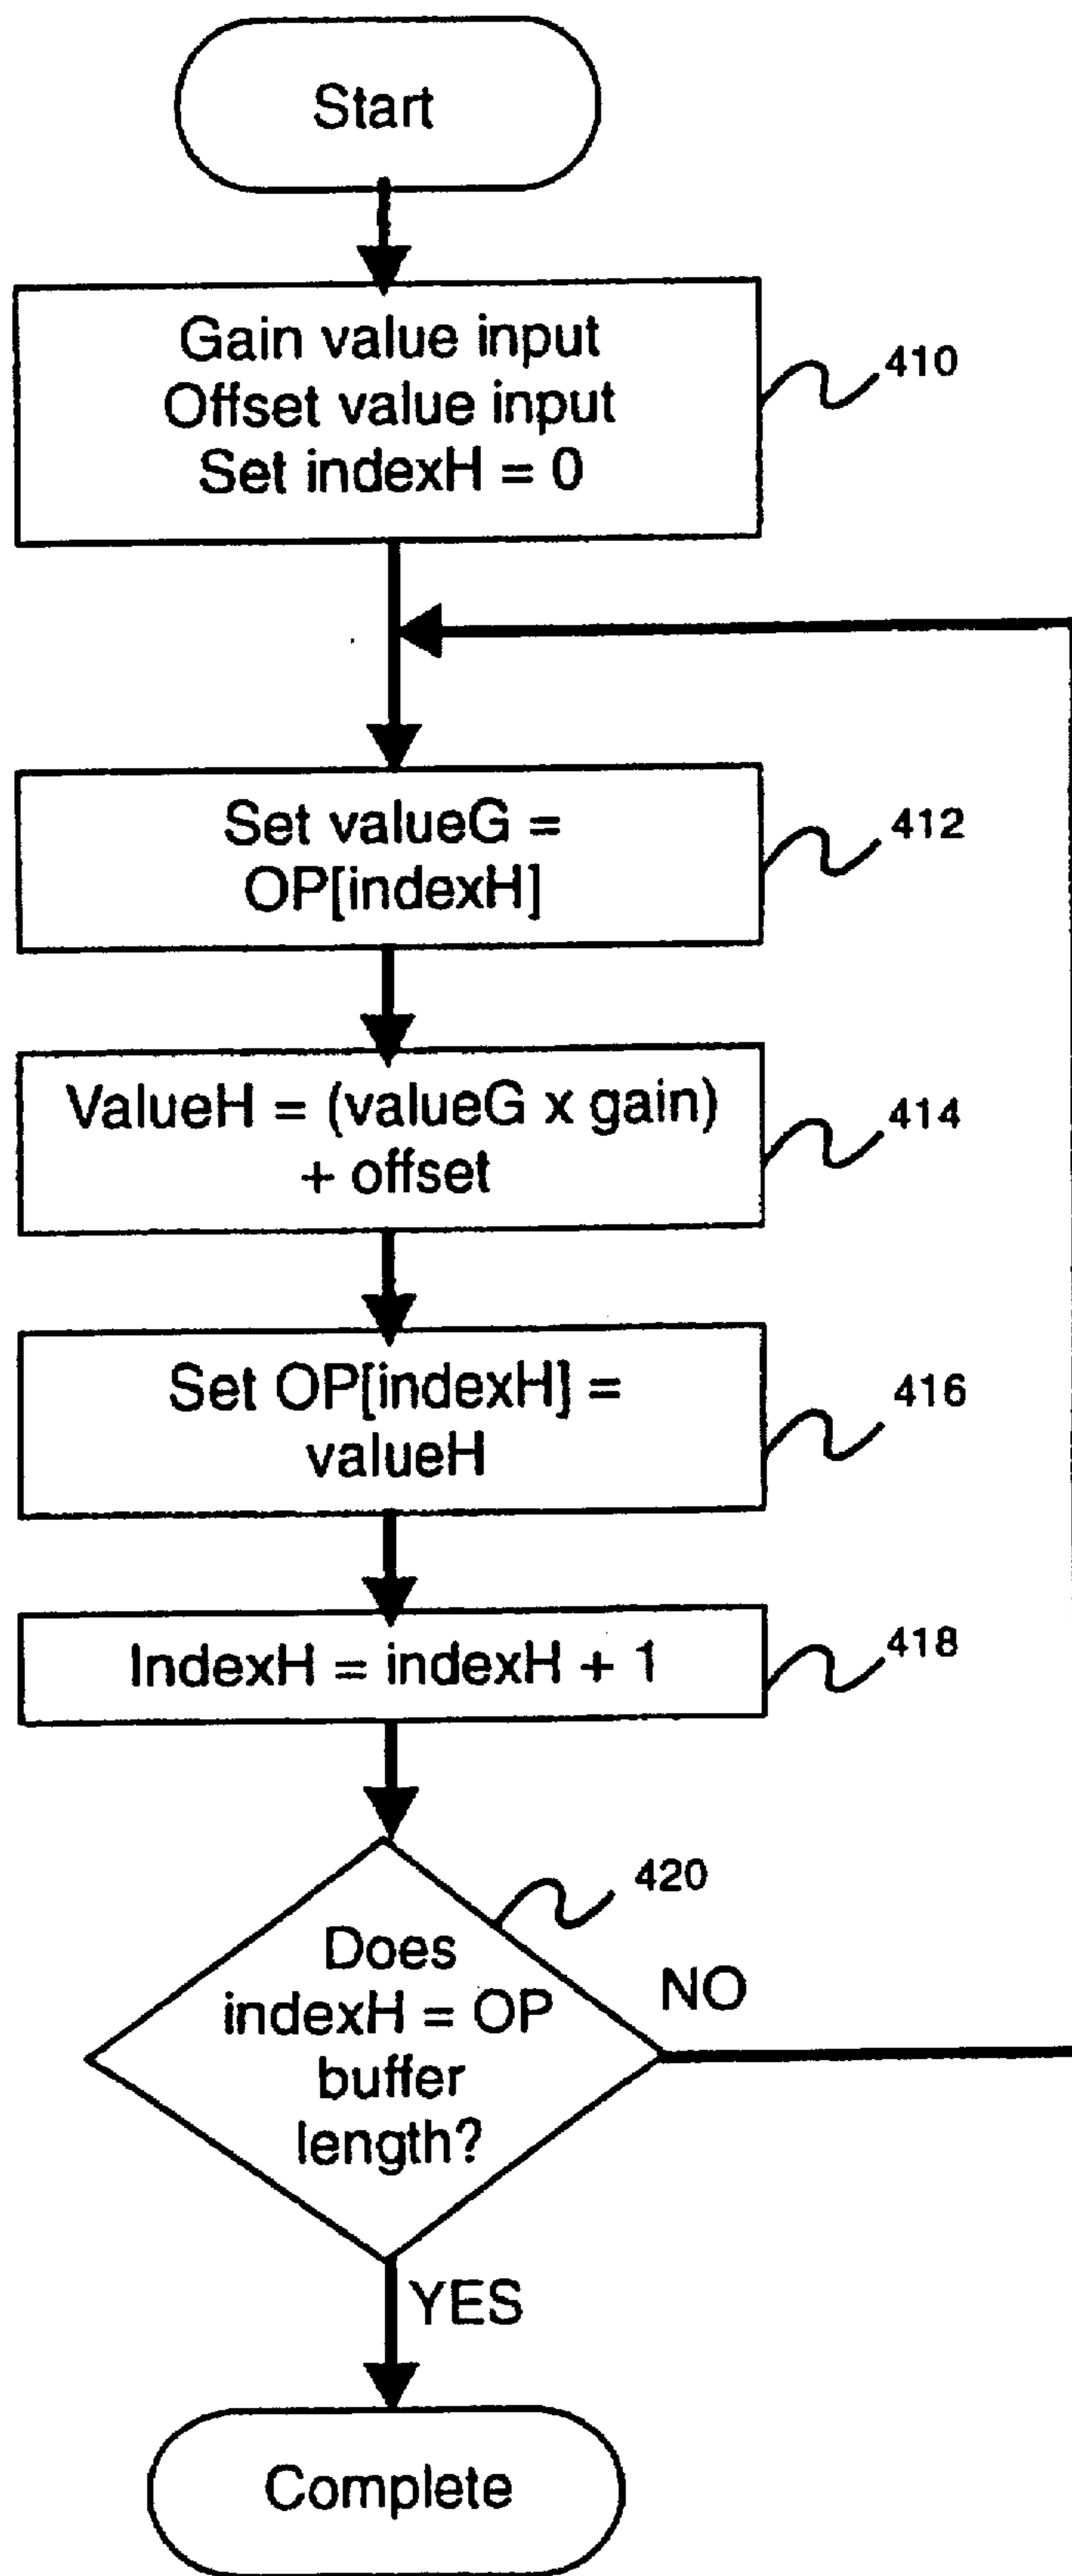 Start
Gain value input
Offset value input
Set indexH = 0
410
Set valueG =
OP[indexH]
412
ValueH = (valueG x gain)
+ offset
414
Set OP[indexH] =
valueH
416
IndexH = indexH + 1
418
420
Does
indexH = OP
buffer
length?
NO
YES
Complete